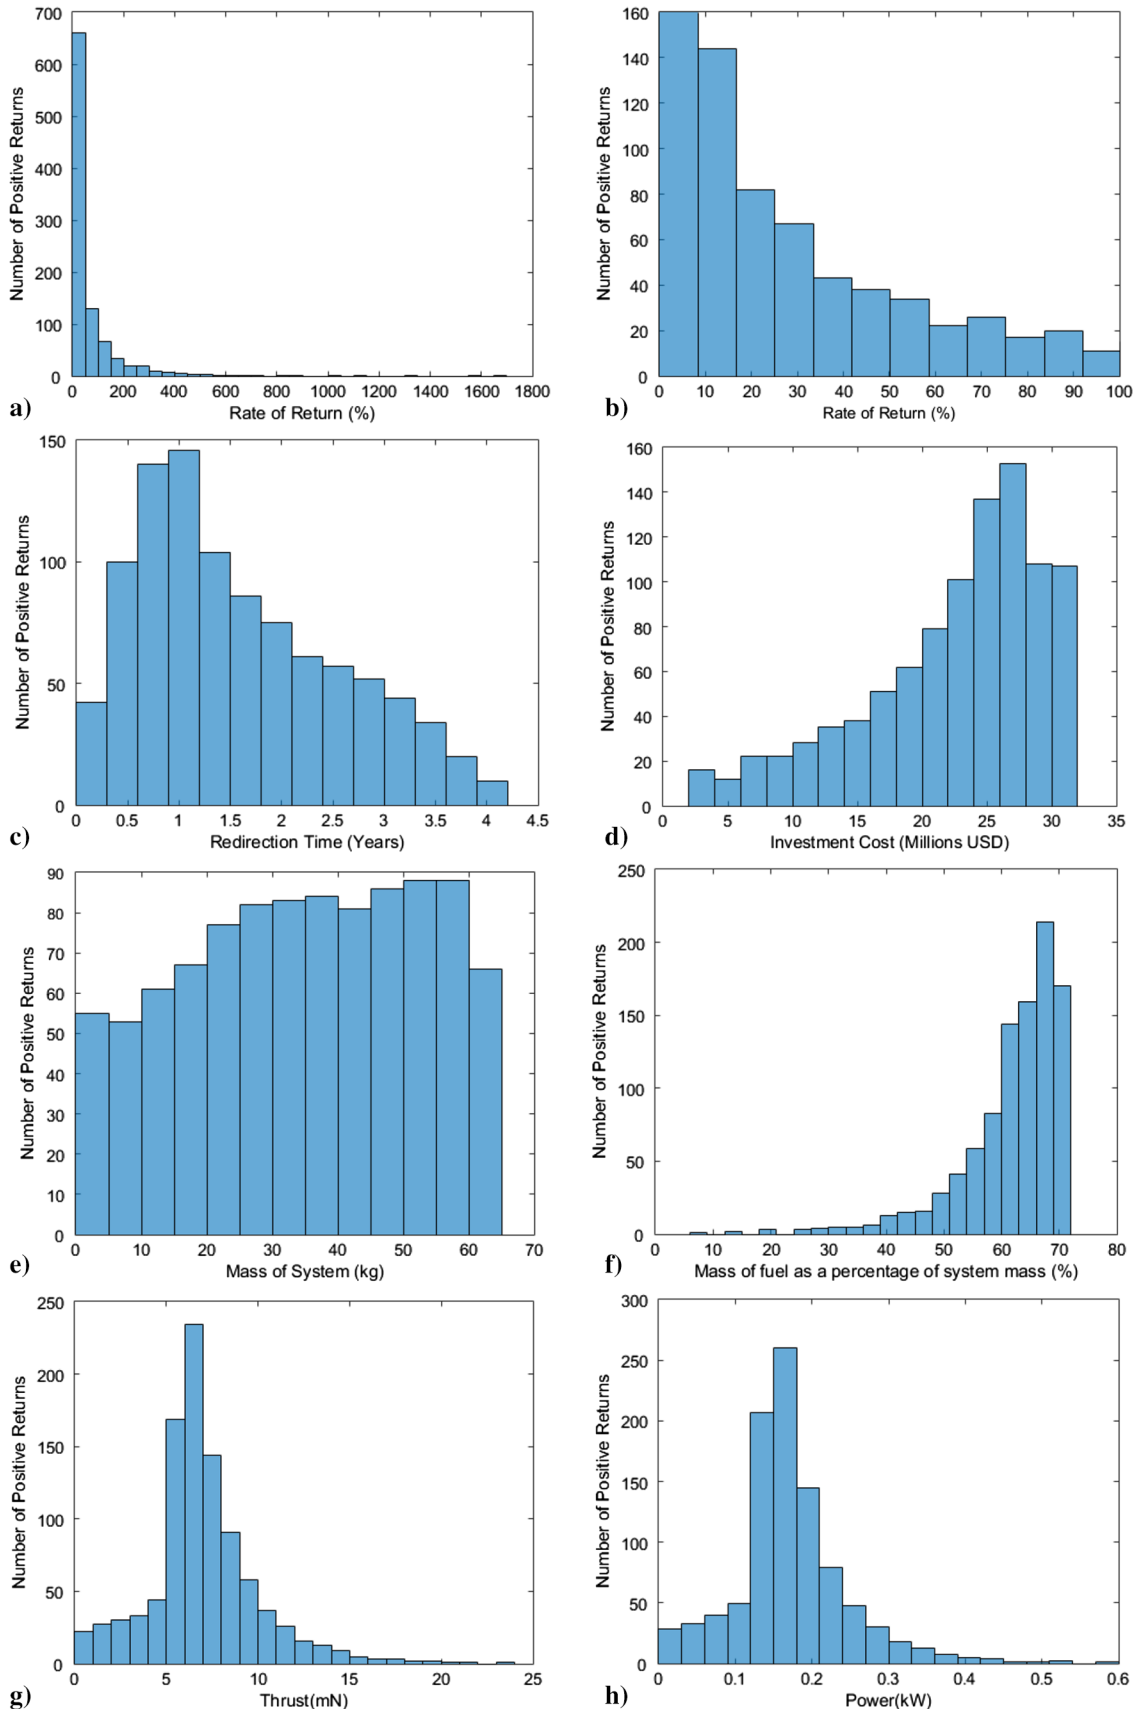 700
600
500
400
300
200
100
0
Number of Positive Returns
0 200 400 600 800 1000 1200 1400 1600 1800
Rate of Return (%)
a)
160
140
120
100
80
60
40
20
0
Number of Positive Returns
0 10 20 30 40 50 60 70 80 90 100
Rate of Return (%)
b)
150
100
50
0
Number of Positive Returns
0 0.5 1 1.5 2 2.5 3 3.5 4 4.5
Redirection Time (Years)
c)
160
140
120
100
80
60
40
20
0
Number of Positive Returns
0 5 10 15 20 25 30 35
Investment Cost (Millions USD)
d)
90
80
70
60
50
40
30
20
10
0
Number of Positive Returns
0 10 20 30 40 50 60 70
Mass of System (kg)
e)
250
200
150
100
50
0
Number of Positive Returns
0 10 20 30 40 50 60 70 80
Mass of fuel as a percentage of system mass (%)
f)
250
200
150
100
50
0
Number of Positive Returns
0 5 10 15 20 25
Thrust(mN)
g)
300
250
200
150
100
50
0
Number of Positive Returns
0 0.1 0.2 0.3 0.4 0.5 0.6
Power(kW)
h)